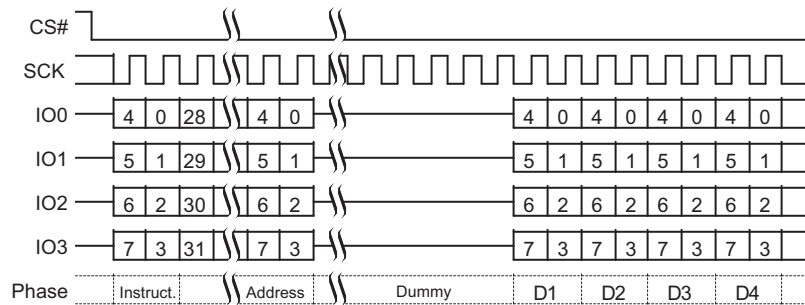 CS#
SCK
IO0 4 0 28 4 0 4 0 4 0 4 0 4 0
IO1 5 1 29 5 1 5 1 5 1 5 1 5 1
IO2 6 2 30 6 2 6 2 6 2 6 2 6 2
IO3 7 3 31 7 3 7 3 7 3 7 3 7 3
Phase Instruct. Address Dummy D1 D2 D3 D4